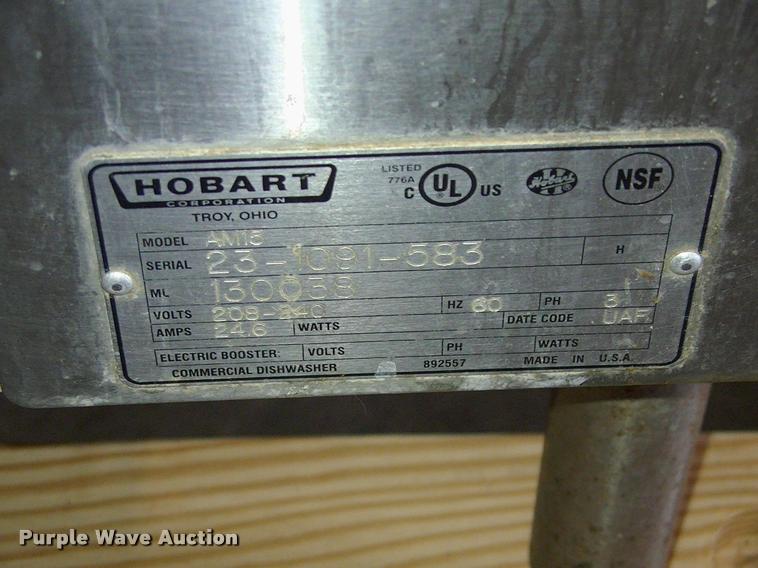 HOBART
CORPORATION
TROY, OHIO
LISTED
776A
C UL US
Hobart
NSF
MODEL AM15
SERIAL 23-1091-583 H
ML 130038
VOLTS 208-240 HZ 60 PH 3
AMPS 24.6 WATTS DATE CODE UAF
ELECTRIC BOOSTER: VOLTS PH WATTS
COMMERCIAL DISHWASHER 892557 MADE IN U.S.A.
Purple Wave Auction